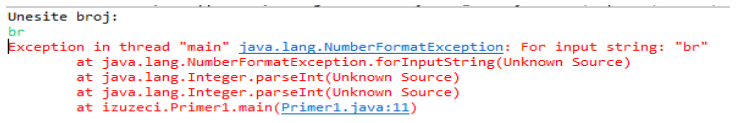 Unesite broj:
br
Exception in thread "main" java.lang.NumberFormatException: For input string: "br"
at java.lang.NumberFormatException.forInputString(Unknown Source)
at java.lang.Integer.parseInt(Unknown Source)
at java.lang.Integer.parseInt(Unknown Source)
at izuzeci.Primer1.main(Primer1.java:11)